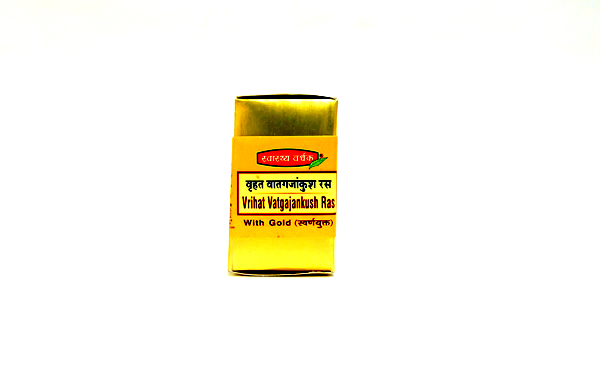 स्वास्थ्य वर्धक
वृहत वातगजांकुश रस
Vrihat Vatgajankush Ras
With Gold (स्वर्णयुक्त)